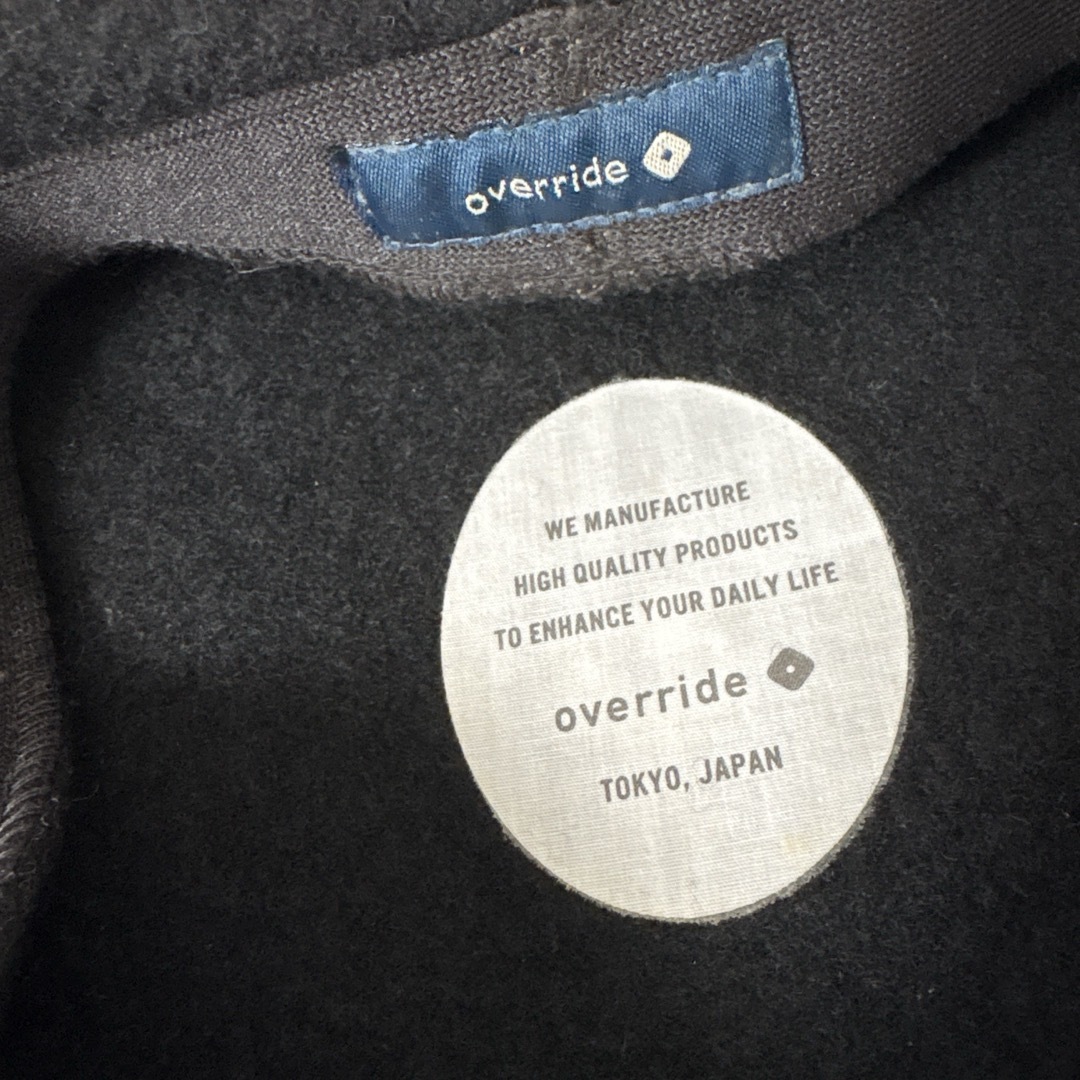 override
WE MANUFACTURE
HIGH QUALITY PRODUCTS
TO ENHANCE YOUR DAILY LIFE
override
TOKYO, JAPAN